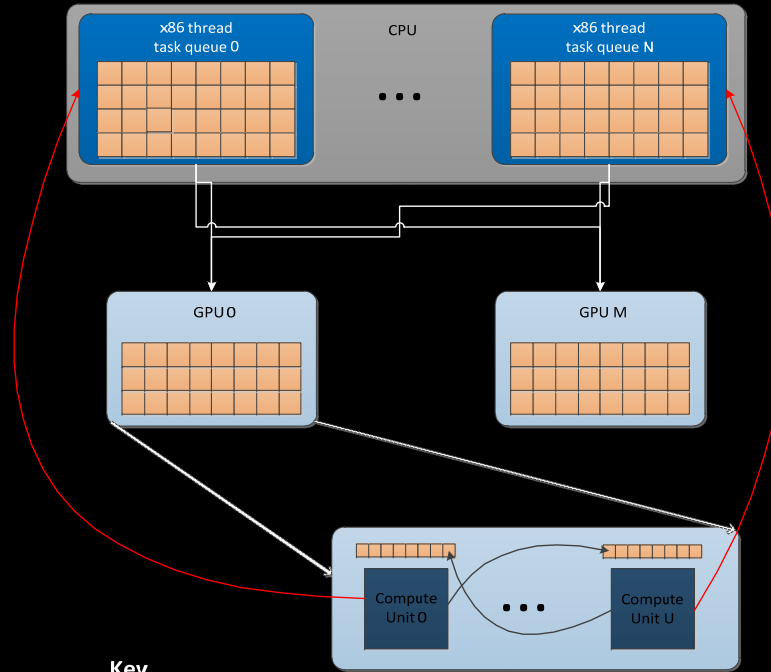 x86 thread
task queue 0
CPU
x86 thread
task queue N
GPU 0
GPU M
Compute
Unit 0
Compute
Unit U
Key